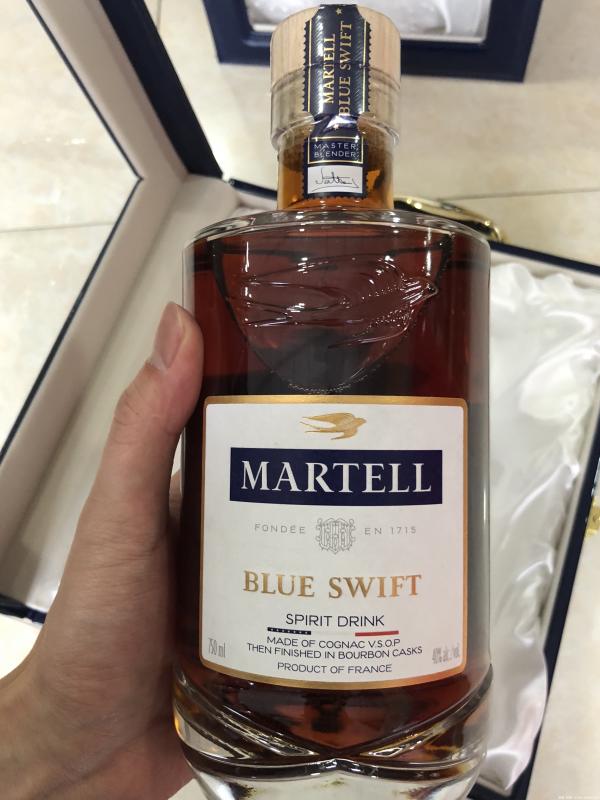 MARTELL
BLUE SWIFT
MASTER
BLENDER
MARTELL
FONDÉE EN 1715
BLUE SWIFT
SPIRIT DRINK
MADE OF COGNAC V.S.O.P
THEN FINISHED IN BOURBON CASKS
750 ml 40% alc./vol.
PRODUCT OF FRANCE